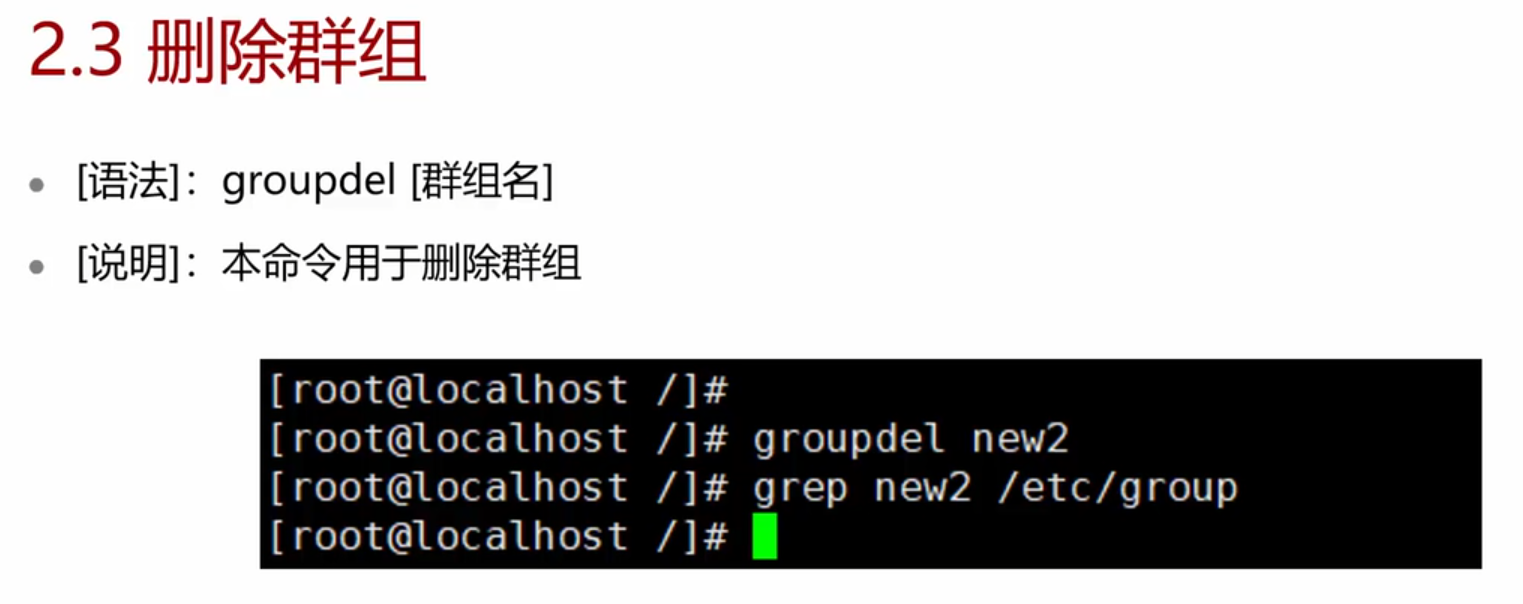 2.3 删除群组
[语法]：groupdel [群组名]
[说明]：本命令用于删除群组
[root@localhost /]#
[root@localhost /]# groupdel new2
[root@localhost /]# grep new2 /etc/group
[root@localhost /]#